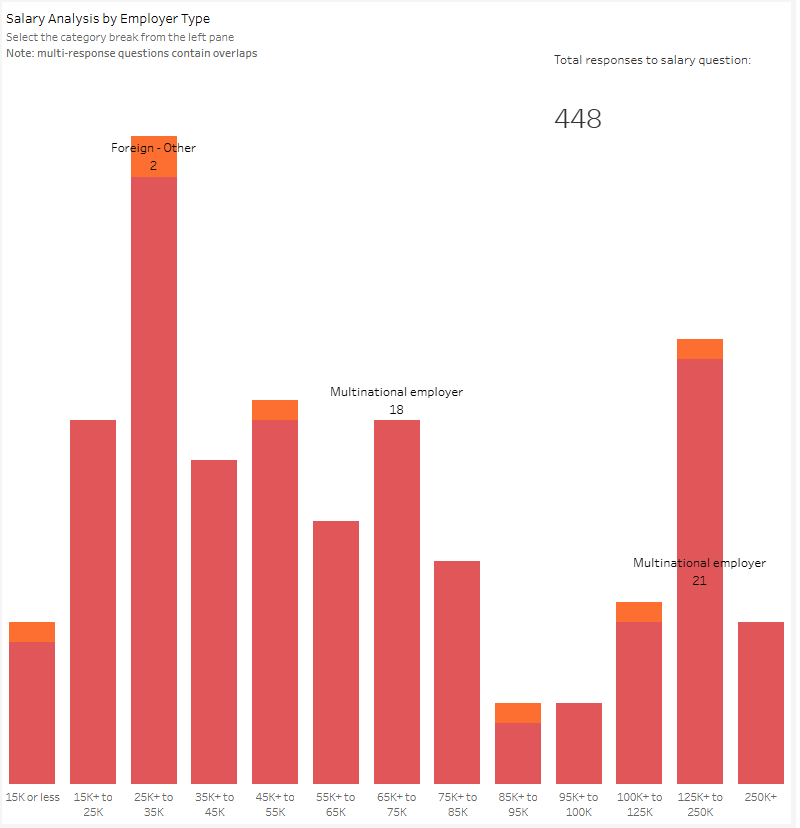 Salary Analysis by Employer Type
Select the category break from the left pane
Note: multi-response questions contain overlaps
Total responses to salary question:
448
Foreign - Other
2
Multinational employer
18
Multinational employer
21
15K or less
15K+ to
25K
25K+ to
35K
35K+ to
45K
45K+ to
55K
55K+ to
65K
65K+ to
75K
75K+ to
85K
85K+ to
95K
95K+ to
100K
100K+ to
125K
125K+ to
250K
250K+